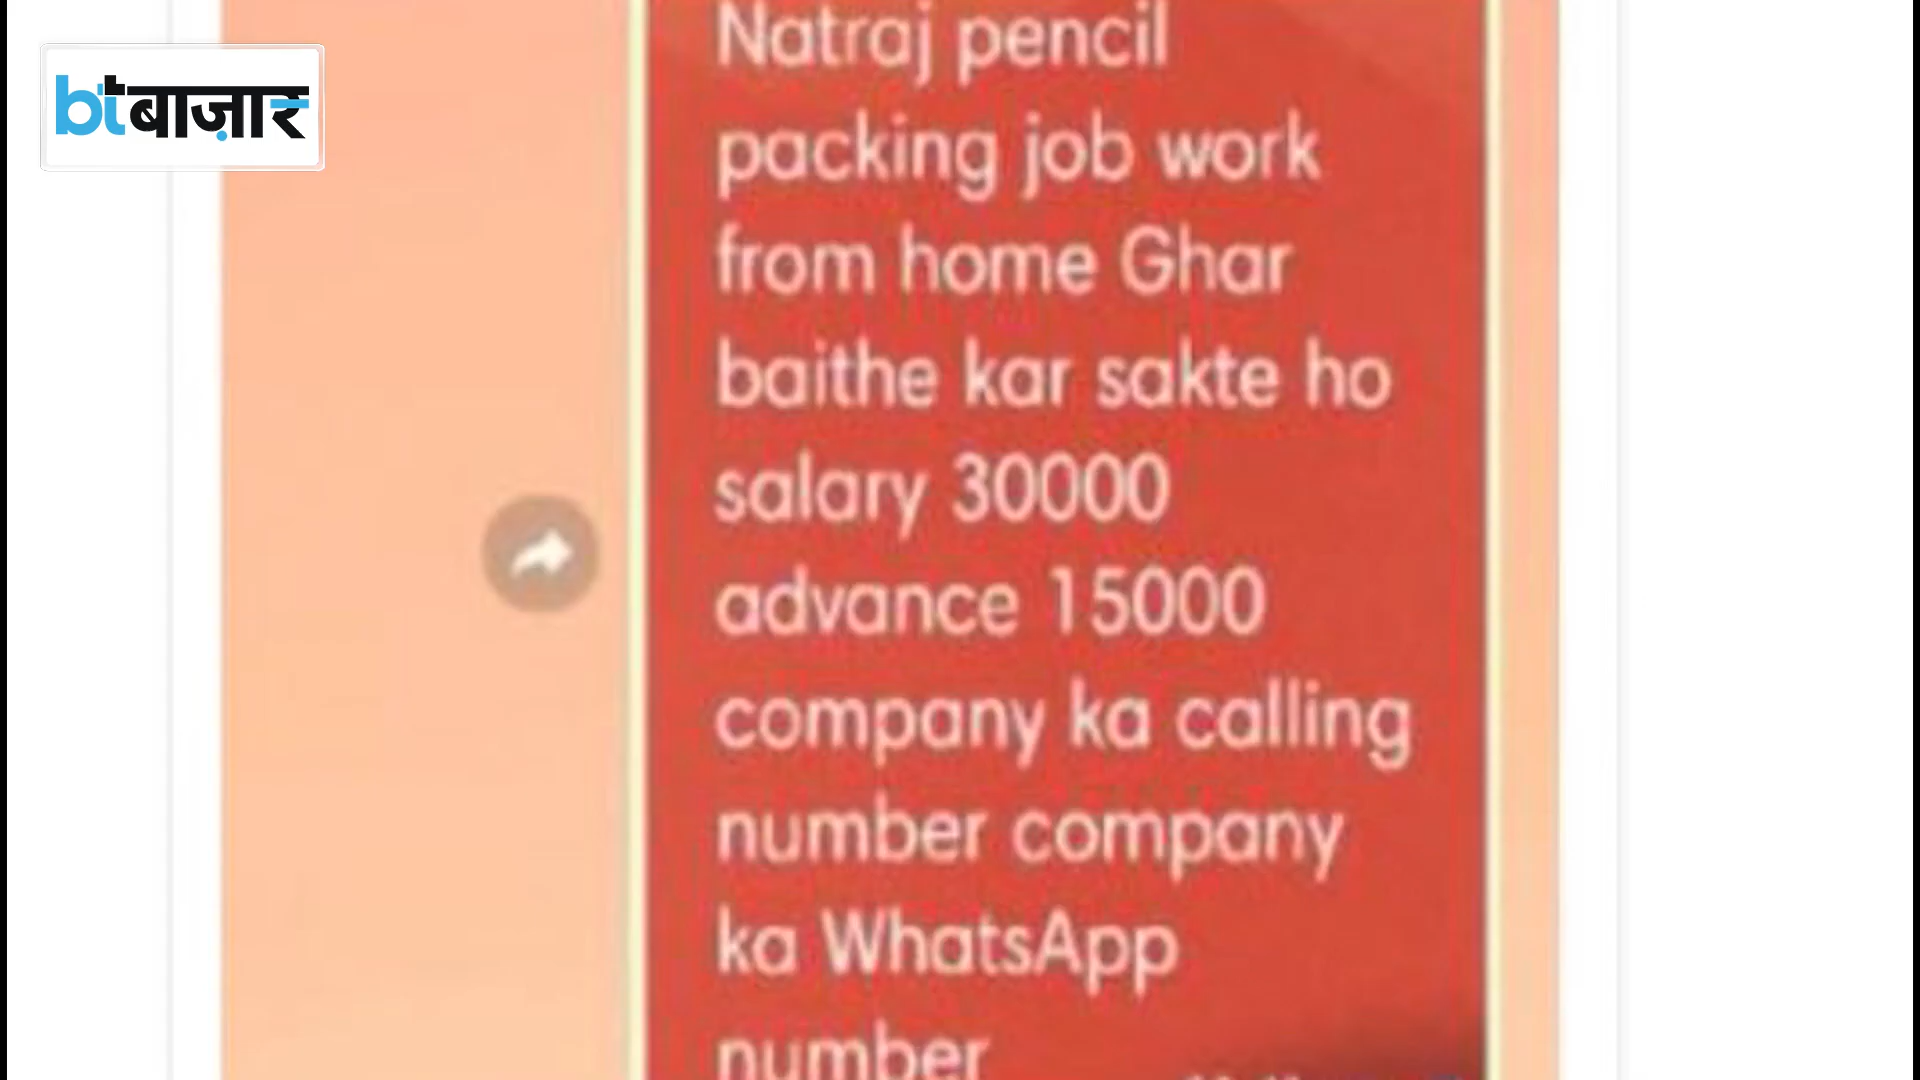 bt बाज़ार
Natraj pencil
packing job work
from home Ghar
baithe kar sakte ho
salary 30000
advance 15000
company ka calling
number company
ka WhatsApp
number